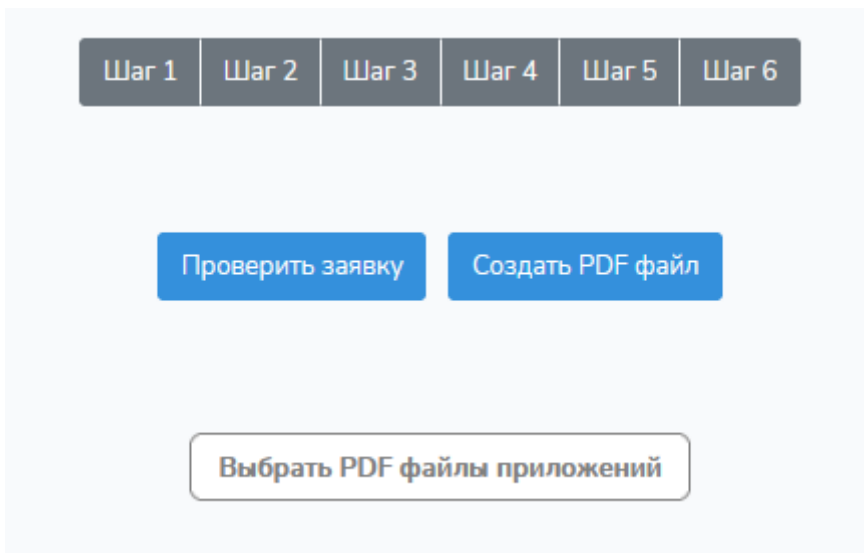 Шаг 1 Шаг 2 Шаг 3 Шаг 4 Шаг 5 Шаг 6
Проверить заявку Создать PDF файл
Выбрать PDF файлы приложений